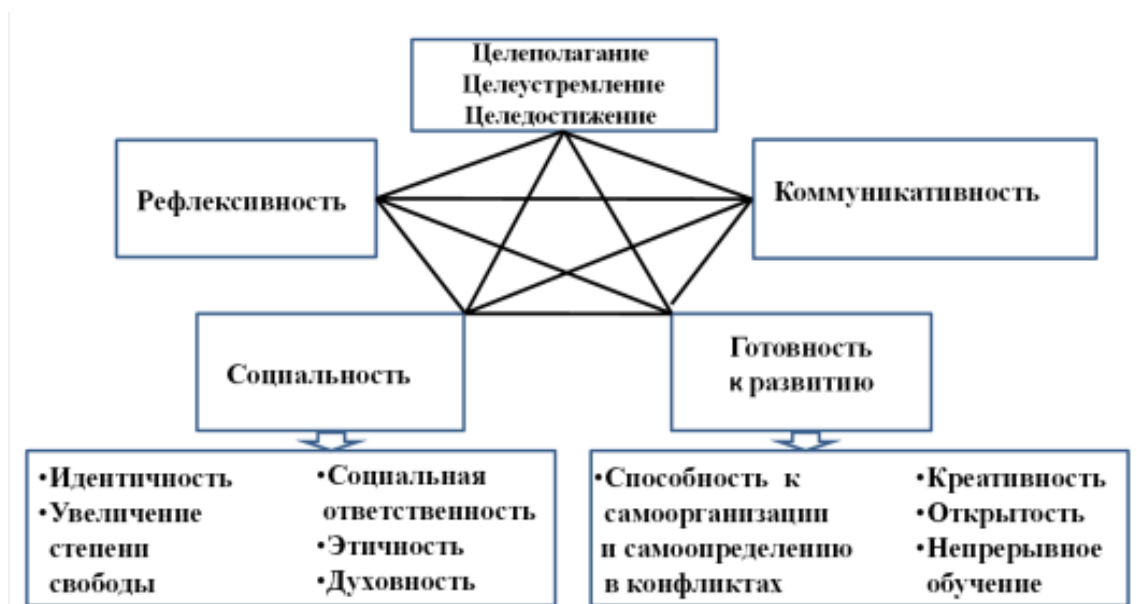 Целеполагание
Целеустремление
Целедостижение
Рефлексивность
Коммуникативность
Социальность
Готовность
к развитию
•Идентичность
•Увеличение
степени
свободы
•Социальная
ответственность
•Этичность
•Духовность
•Способность к
самоорганизации
и самоопределению
в конфликтах
•Креативность
•Открытость
•Непрерывное
обучение